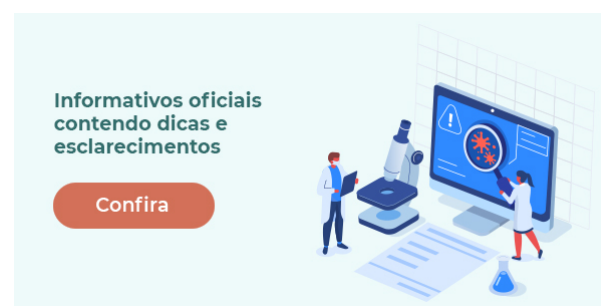 Informativos oficiais
contendo dicas e
esclarecimentos
Confira